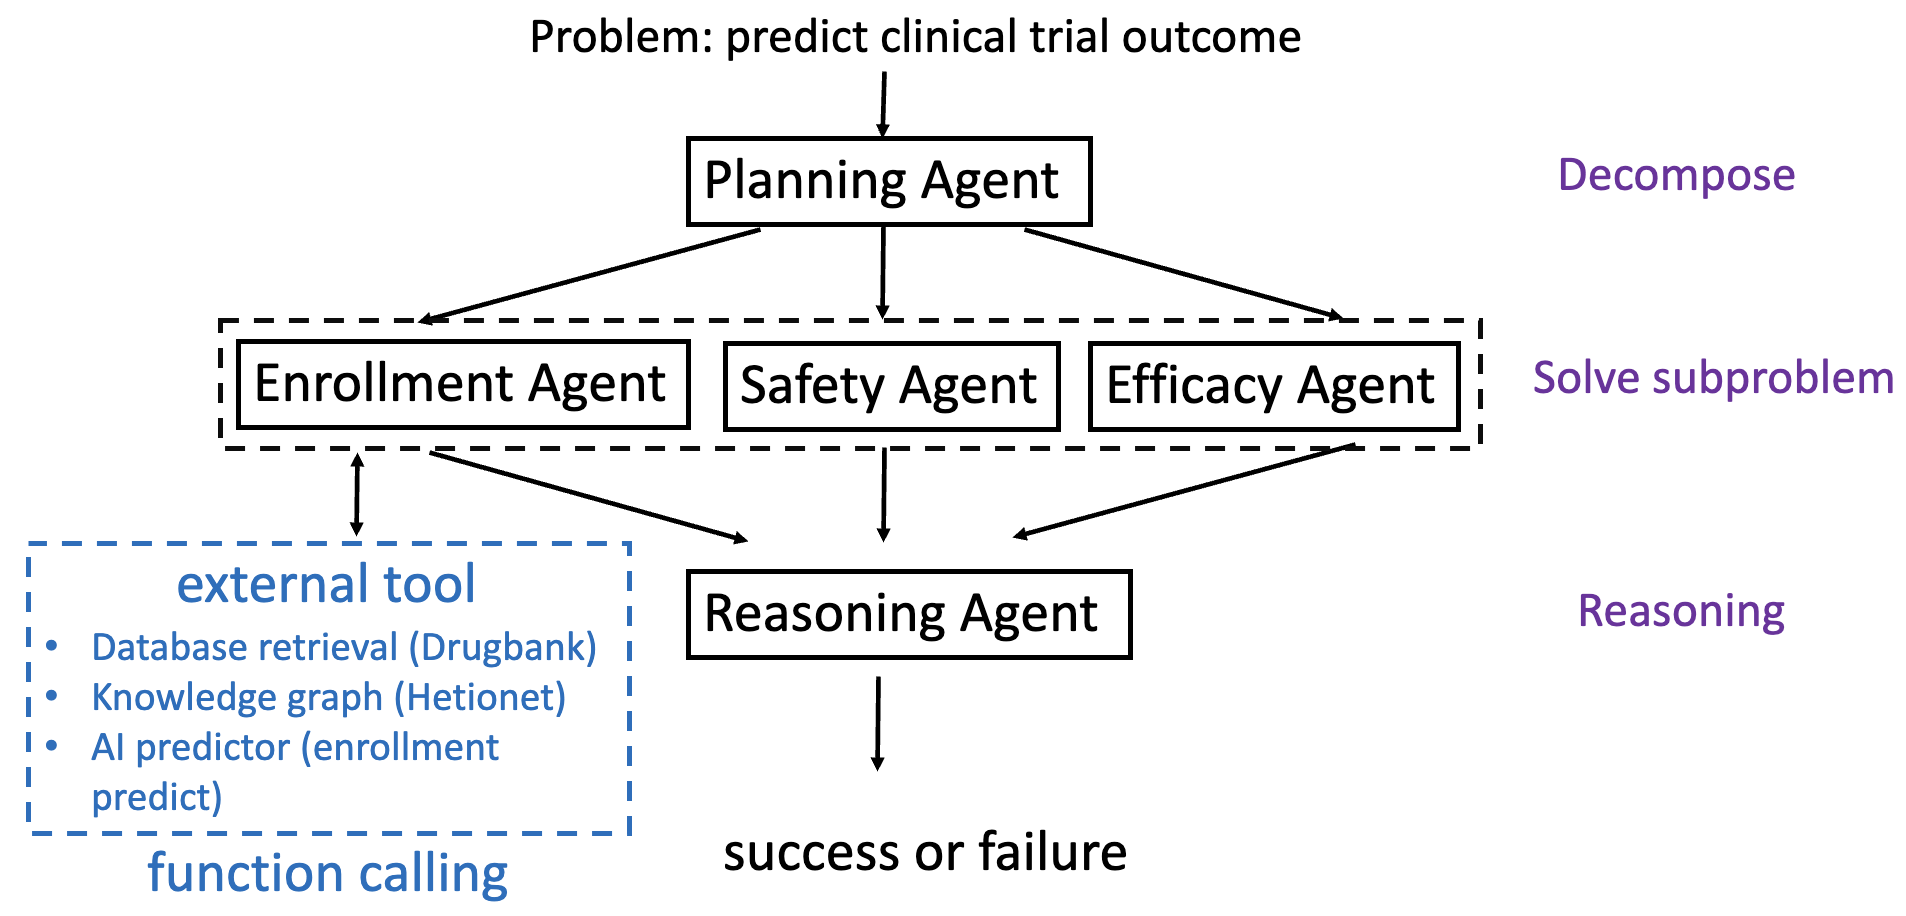 Problem: predict clinical trial outcome
Planning Agent
Decompose
Enrollment Agent
Safety Agent
Efficacy Agent
Solve subproblem
external tool
• Database retrieval (Drugbank)
• Knowledge graph (Hetionet)
• AI predictor (enrollment
predict)
function calling
Reasoning Agent
Reasoning
success or failure